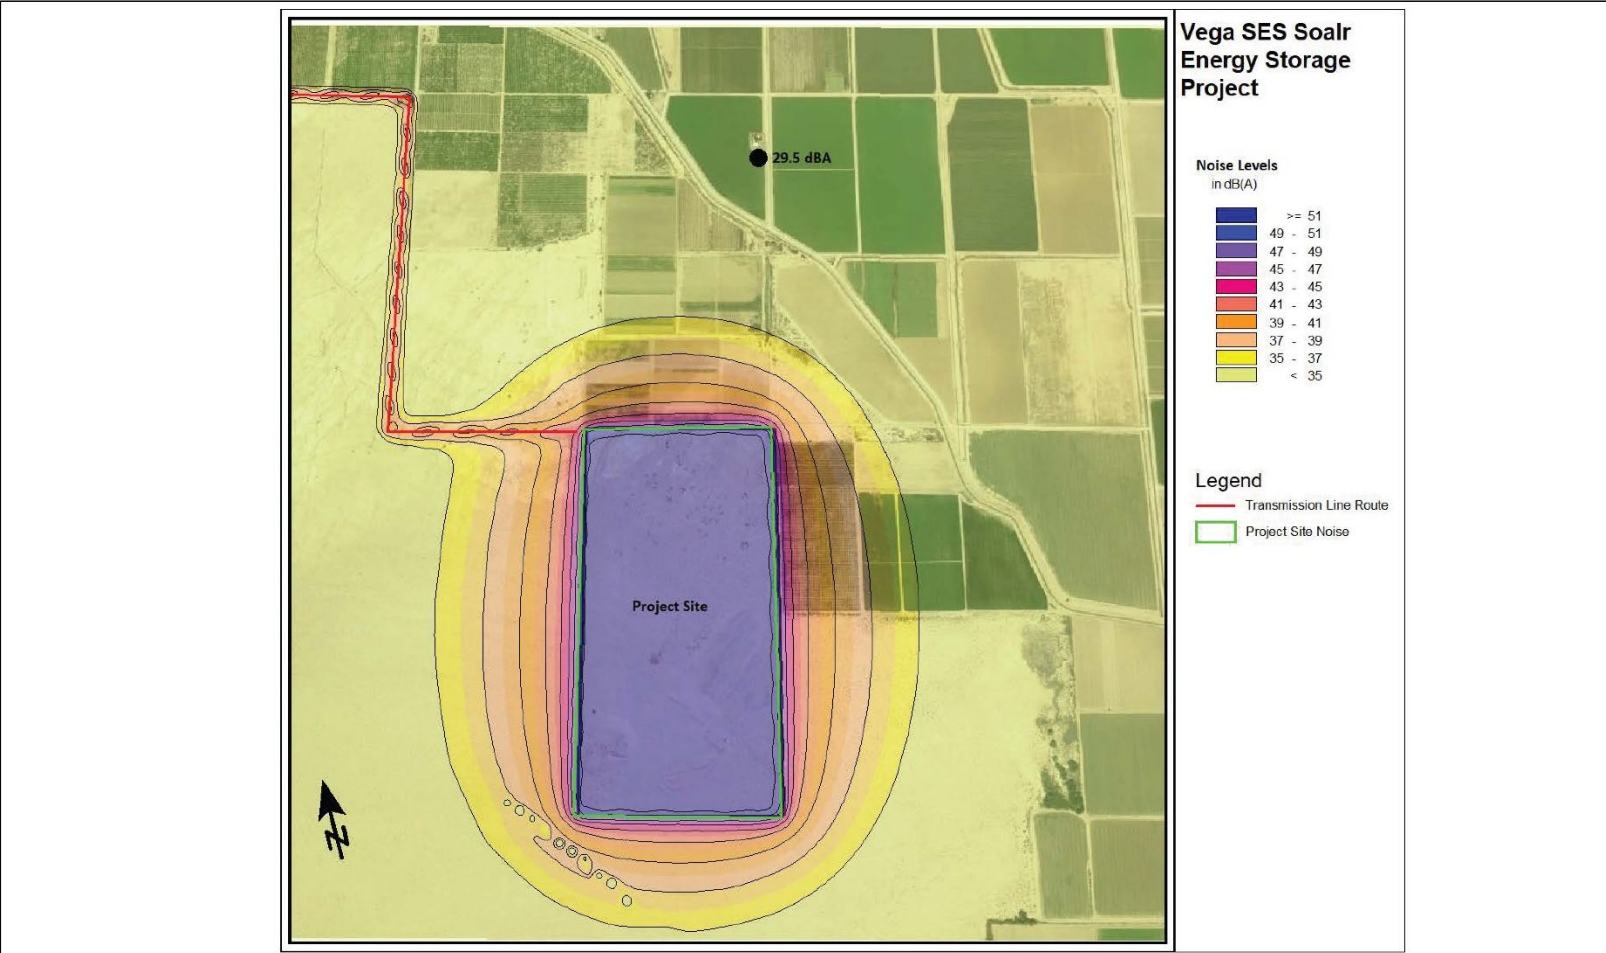 Vega SES Soalr
Energy Storage
Project
29.5 dBA
Noise Levels
in dB(A)
>= 51
49 - 51
47 - 49
45 - 47
43 - 45
41 - 43
39 - 41
37 - 39
35 - 37
< 35
Legend
Transmission Line Route
Project Site Noise
Project Site
N